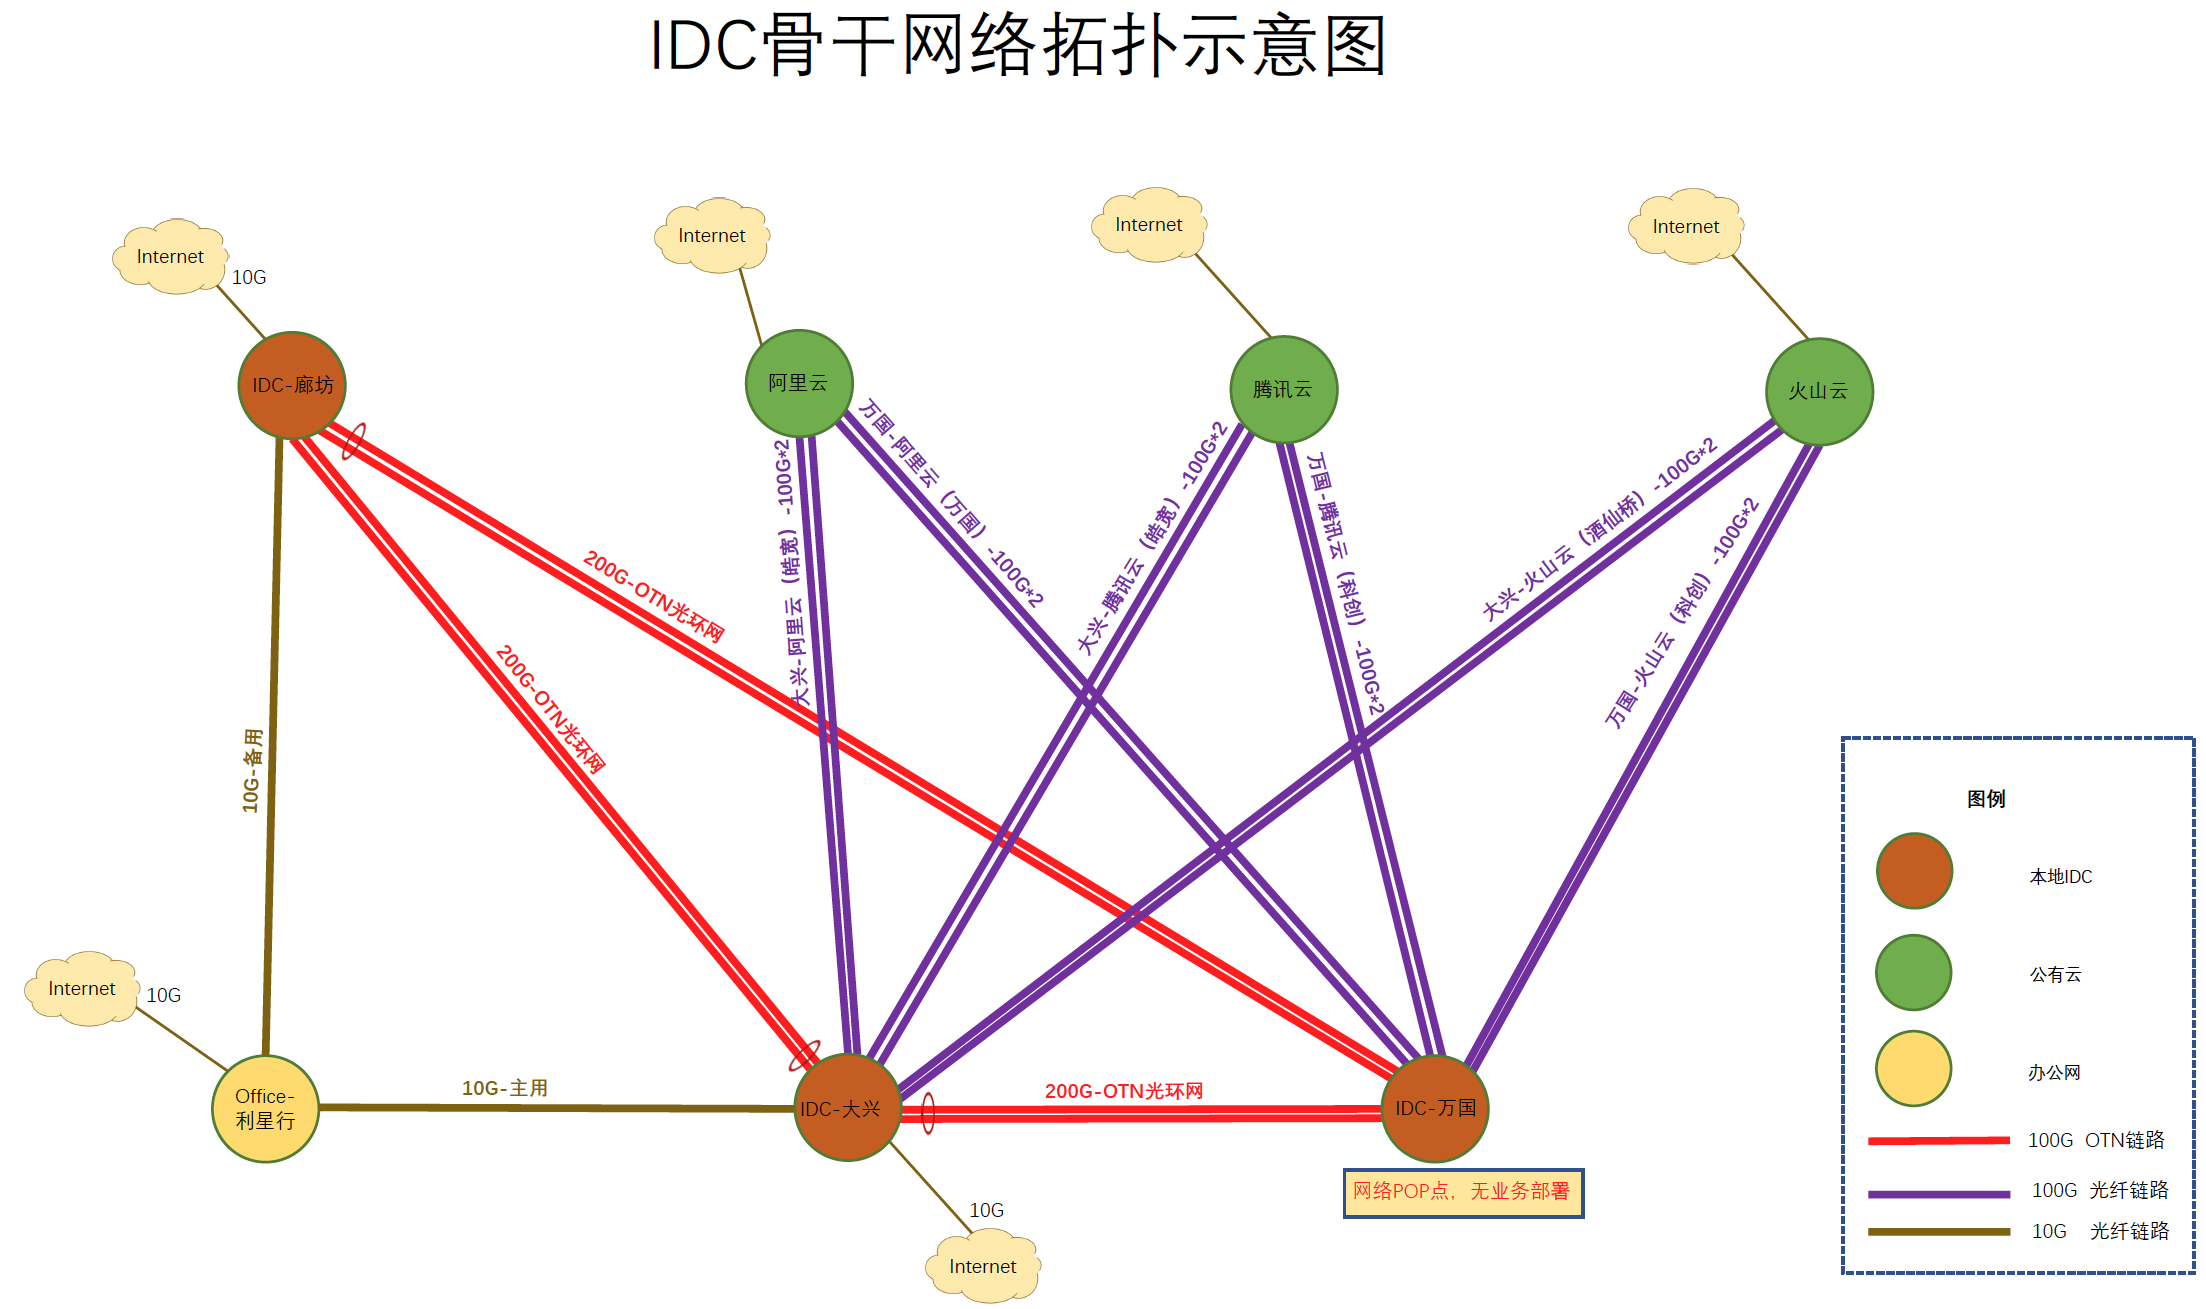 IDC骨干网络拓扑示意图
Internet
10G
Internet
Internet
Internet
IDC-廊坊
阿里云
腾讯云
火山云
200G-OTN光环网
200G-OTN光环网
大兴-阿里云（皓宽）-100G*2
万国-阿里云（万国）-100G*2
大兴-腾讯云（皓宽）-100G*2
万国-腾讯云（科创）-100G*2
大兴-火山云（酒仙桥）-100G*2
万国-火山云（科创）-100G*2
10G-备用
Internet
10G
Office-
利星行
10G-主用
IDC-大兴
200G-OTN光环网
IDC-万国
网络POP点，无业务部署
10G
Internet
图例
本地IDC
公有云
办公网
100G OTN链路
100G 光纤链路
10G 光纤链路